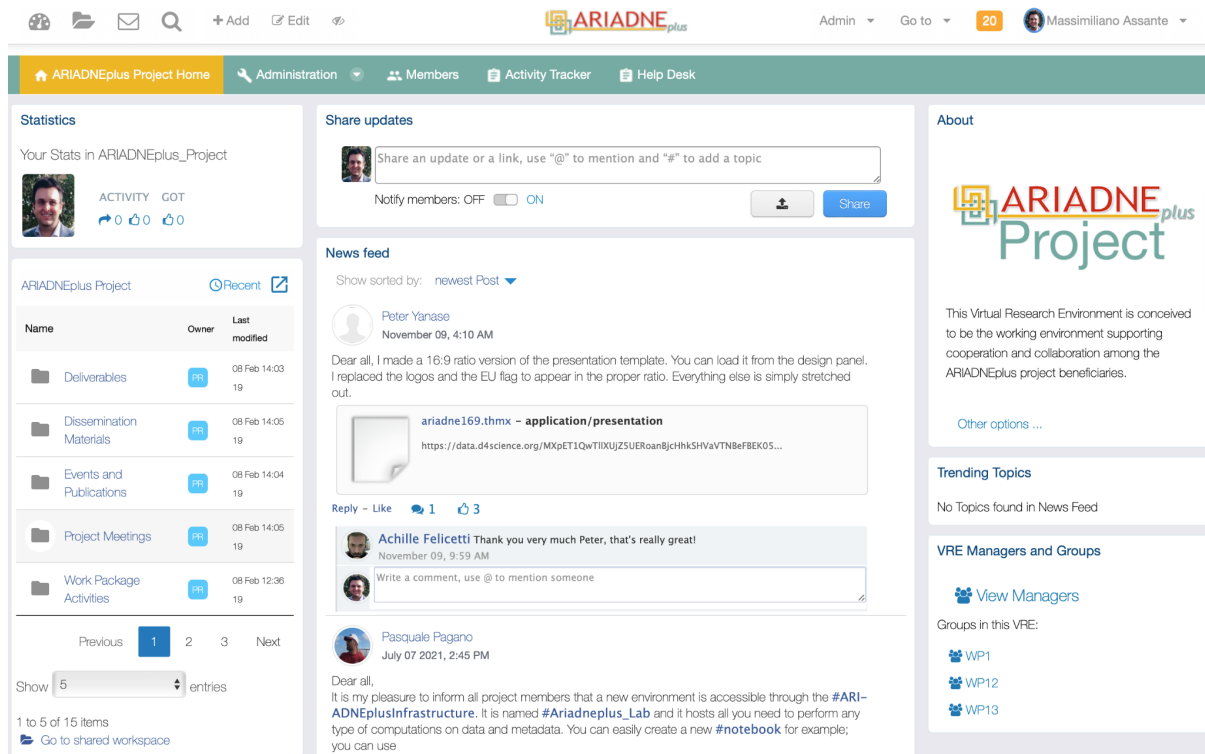 + Add
Edit
ARIADNE plus
Admin
Go to
20
Massimiliano Assante
ARIADNEplus Project Home
Administration
Members
Activity Tracker
Help Desk
Statistics
Your Stats in ARIADNEplus_Project
ACTIVITY GOT
0 0 0
ARIADNEplus Project
Recent
Name Owner Last modified
Deliverables PR 08 Feb 14:03 19
Dissemination Materials PR 08 Feb 14:05 19
Events and Publications PR 08 Feb 14:04 19
Project Meetings PR 08 Feb 14:05 19
Work Package Activities PR 08 Feb 12:36 19
Previous 1 2 3 Next
Show 5 entries
1 to 5 of 15 items
Go to shared workspace
Share updates
Share an update or a link, use “@” to mention and “#” to add a topic
Notify members: OFF ON
Share
News feed
Show sorted by: newest Post
Peter Yanase
November 09, 4:10 AM
Dear all, I made a 16:9 ratio version of the presentation template. You can load it from the design panel.
I replaced the logos and the EU flag to appear in the proper ratio. Everything else is simply stretched
out.
ariadne169.thmx – application/presentation
Reply – Like 1 3
Achille Felicetti Thank you very much Peter, that's really great!
November 09, 9:59 AM
Write a comment, use @ to mention someone
Pasquale Pagano
July 07 2021, 2:45 PM
Dear all,
It is my pleasure to inform all project members that a new environment is accessible through the #ARI-
ADNEplusInfrastructure. It is named #Ariadneplus_Lab and it hosts all you need to perform any
type of computations on data and metadata. You can easily create a new #notebook for example;
you can use
About
ARIADNE plus
Project
This Virtual Research Environment is conceived
to be the working environment supporting
cooperation and collaboration among the
ARIADNEplus project beneficiaries.
Other options ...
Trending Topics
No Topics found in News Feed
VRE Managers and Groups
View Managers
Groups in this VRE:
WP1
WP12
WP13